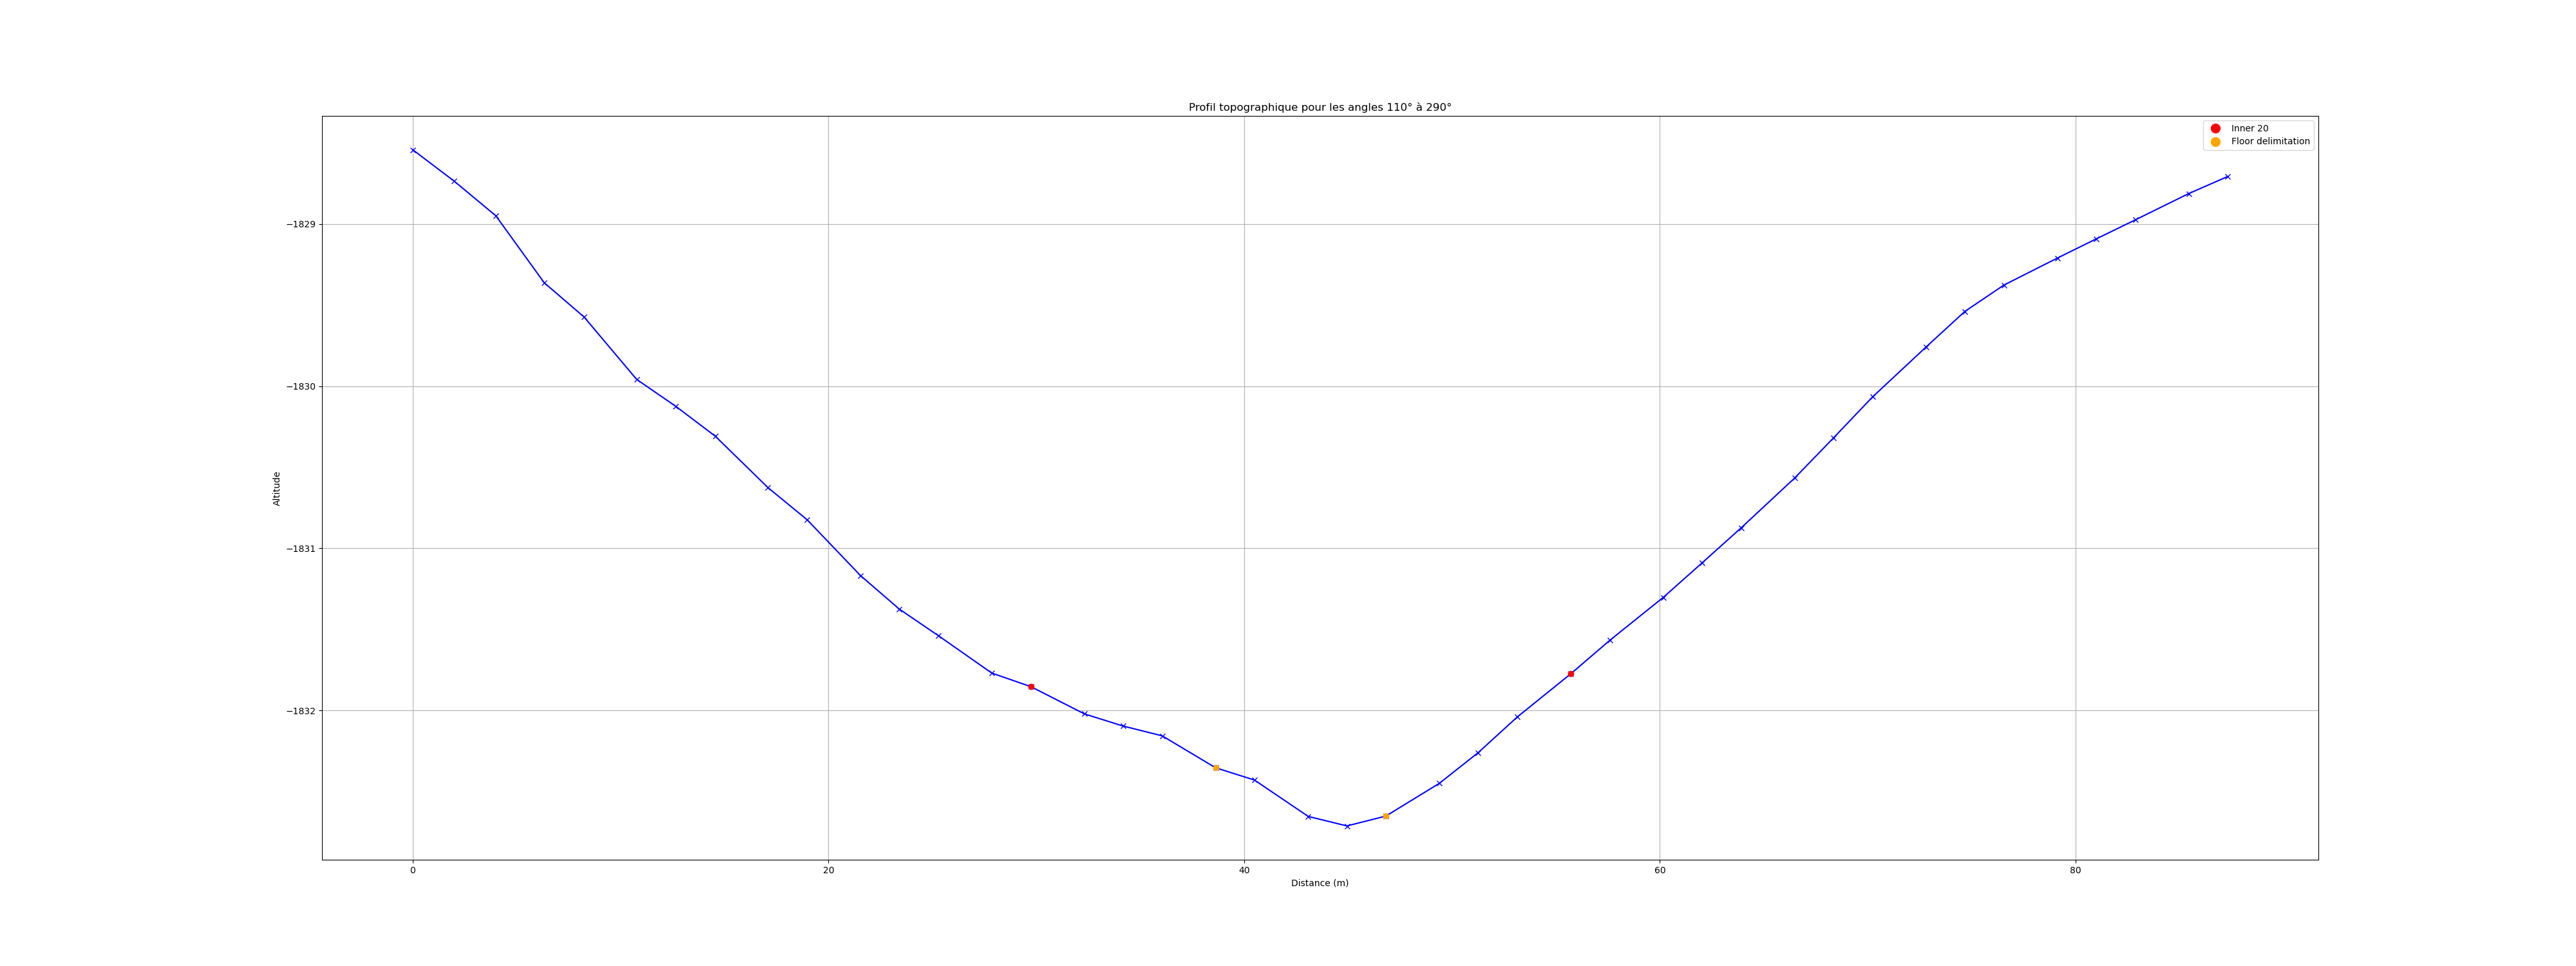 Profil topographique pour les angles 110° à 290°
Inner 20
Floor delimitation
−1829
−1830
−1831
−1832
Altitude
0
20
40
60
80
Distance (m)